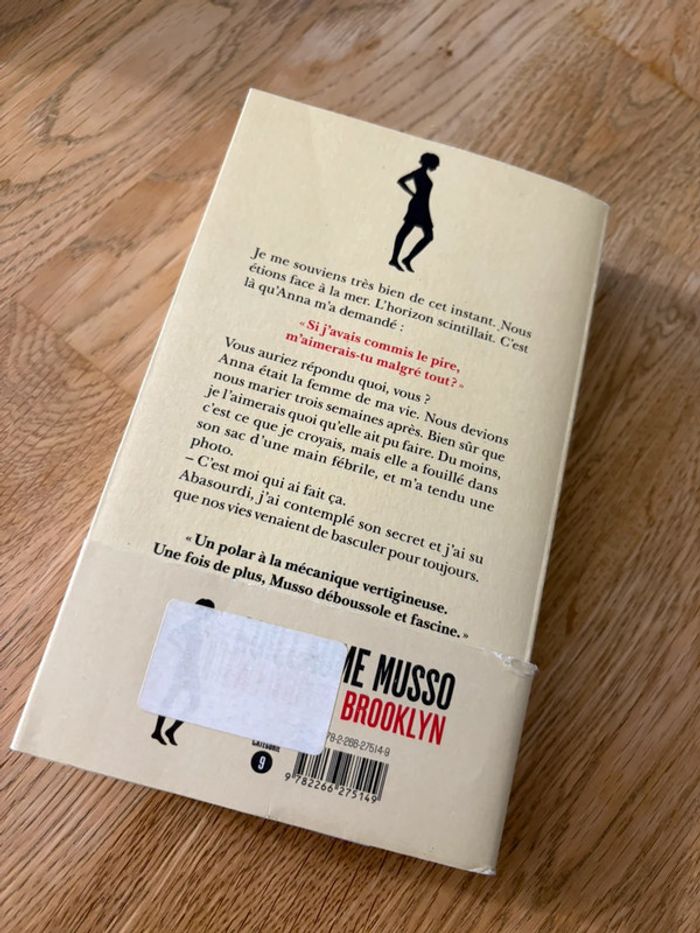 Je me souviens très bien de cet instant. Nous
étions face à la mer. L'horizon scintillait. C'est
là qu'Anna m'a demandé :
« Si j'avais commis le pire,
m'aimerais-tu malgré tout ? »
Vous auriez répondu quoi, vous ?
Anna était la femme de ma vie. Nous devions
nous marier trois semaines après. Bien sûr que
je l'aimerais quoi qu'elle ait pu faire. Du moins,
c'est ce que je croyais, mais elle a fouillé dans
son sac d'une main fébrile, et m'a tendu une
photo.
– C'est moi qui ai fait ça.
Abasourdi, j'ai contemplé son secret et j'ai su
que nos vies venaient de basculer pour toujours.
« Un polar à la mécanique vertigineuse.
Une fois de plus, Musso déboussole et fascine. »
ME MUSSO
BROOKLYN
78-2-266-27514-9
CATÉGORIE
9
9 782266 275149